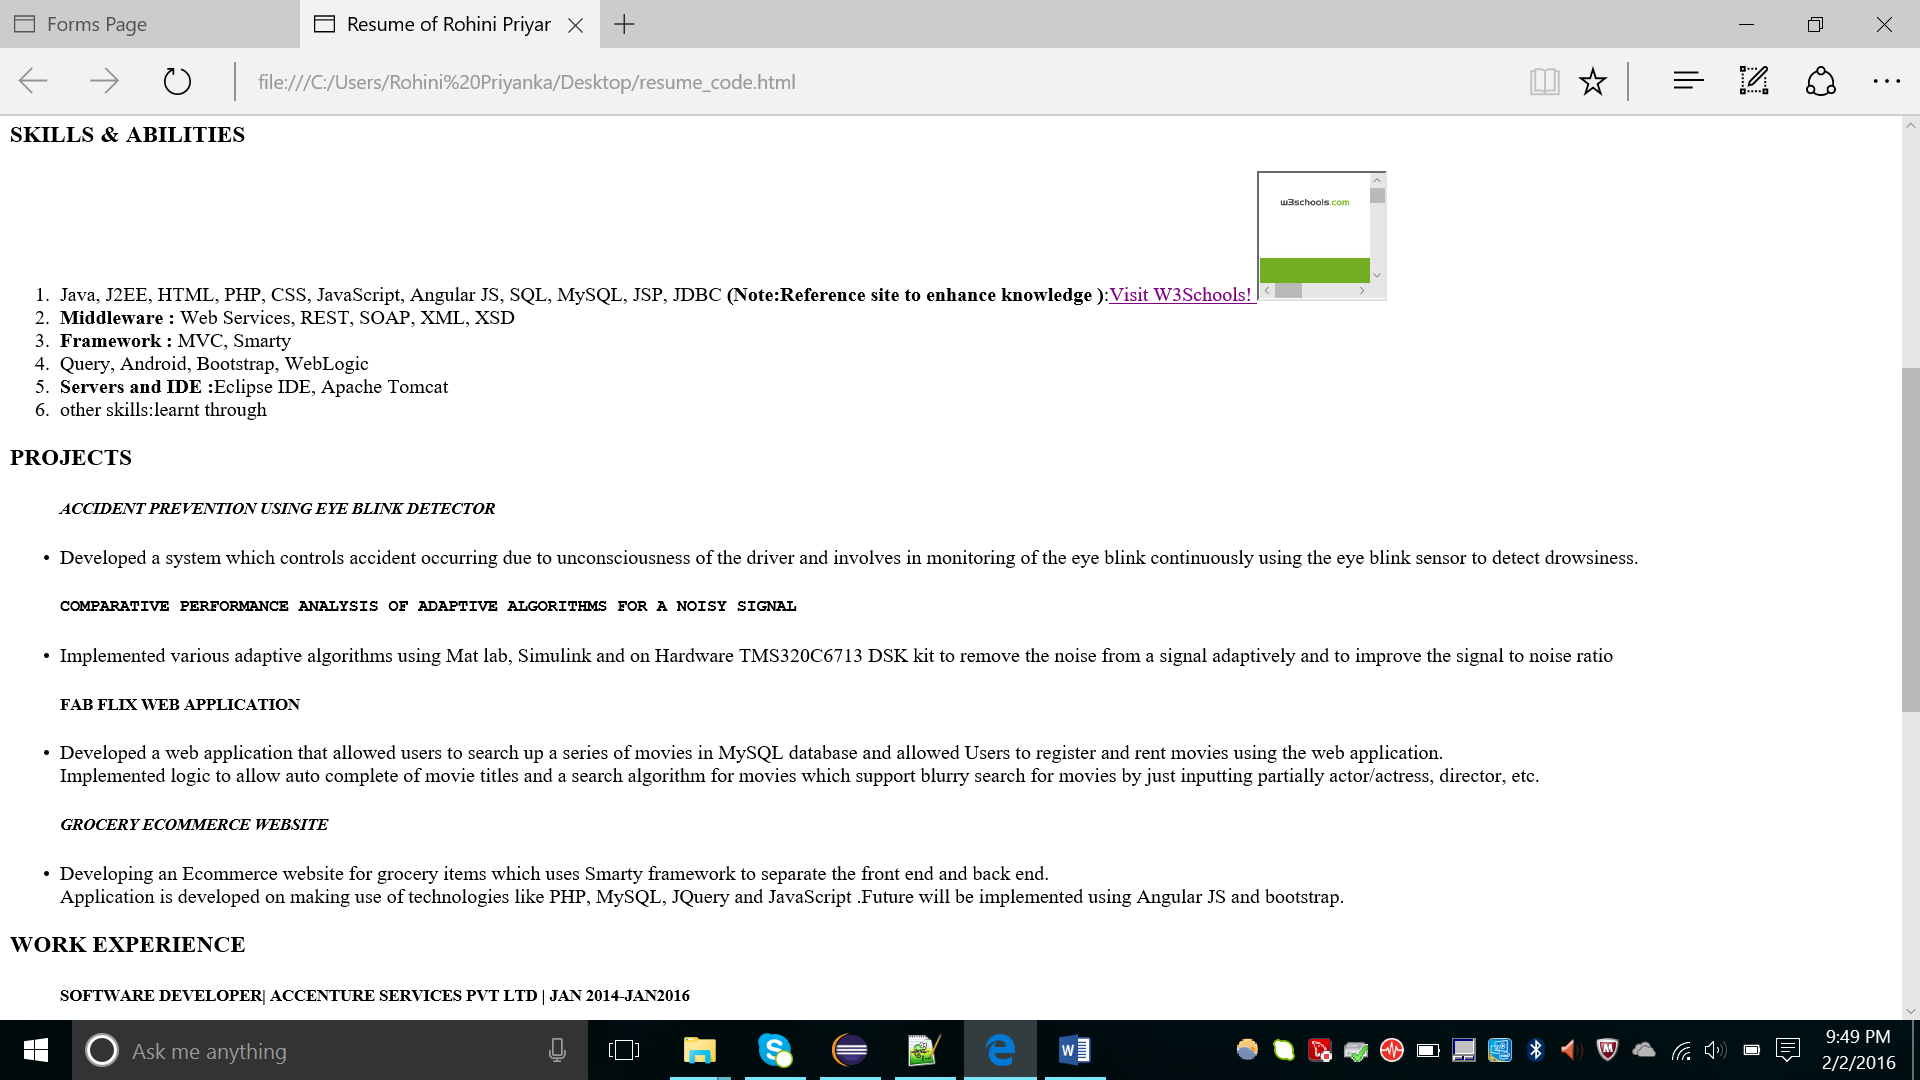 Forms Page
Resume of Rohini Priyar
file:///C:/Users/Rohini%20Priyanka/Desktop/resume_code.html
SKILLS & ABILITIES
w3schools.com
1. Java, J2EE, HTML, PHP, CSS, JavaScript, Angular JS, SQL, MySQL, JSP, JDBC (Note:Reference site to enhance knowledge ):Visit W3Schools!
2. Middleware : Web Services, REST, SOAP, XML, XSD
3. Framework : MVC, Smarty
4. Query, Android, Bootstrap, WebLogic
5. Servers and IDE :Eclipse IDE, Apache Tomcat
6. other skills:learnt through
PROJECTS
ACCIDENT PREVENTION USING EYE BLINK DETECTOR
• Developed a system which controls accident occurring due to unconsciousness of the driver and involves in monitoring of the eye blink continuously using the eye blink sensor to detect drowsiness.
COMPARATIVE PERFORMANCE ANALYSIS OF ADAPTIVE ALGORITHMS FOR A NOISY SIGNAL
• Implemented various adaptive algorithms using Mat lab, Simulink and on Hardware TMS320C6713 DSK kit to remove the noise from a signal adaptively and to improve the signal to noise ratio
FAB FLIX WEB APPLICATION
• Developed a web application that allowed users to search up a series of movies in MySQL database and allowed Users to register and rent movies using the web application.
Implemented logic to allow auto complete of movie titles and a search algorithm for movies which support blurry search for movies by just inputting partially actor/actress, director, etc.
GROCERY ECOMMERCE WEBSITE
• Developing an Ecommerce website for grocery items which uses Smarty framework to separate the front end and back end.
Application is developed on making use of technologies like PHP, MySQL, JQuery and JavaScript .Future will be implemented using Angular JS and bootstrap.
WORK EXPERIENCE
SOFTWARE DEVELOPER| ACCENTURE SERVICES PVT LTD | JAN 2014-JAN2016
Ask me anything
9:49 PM
2/2/2016